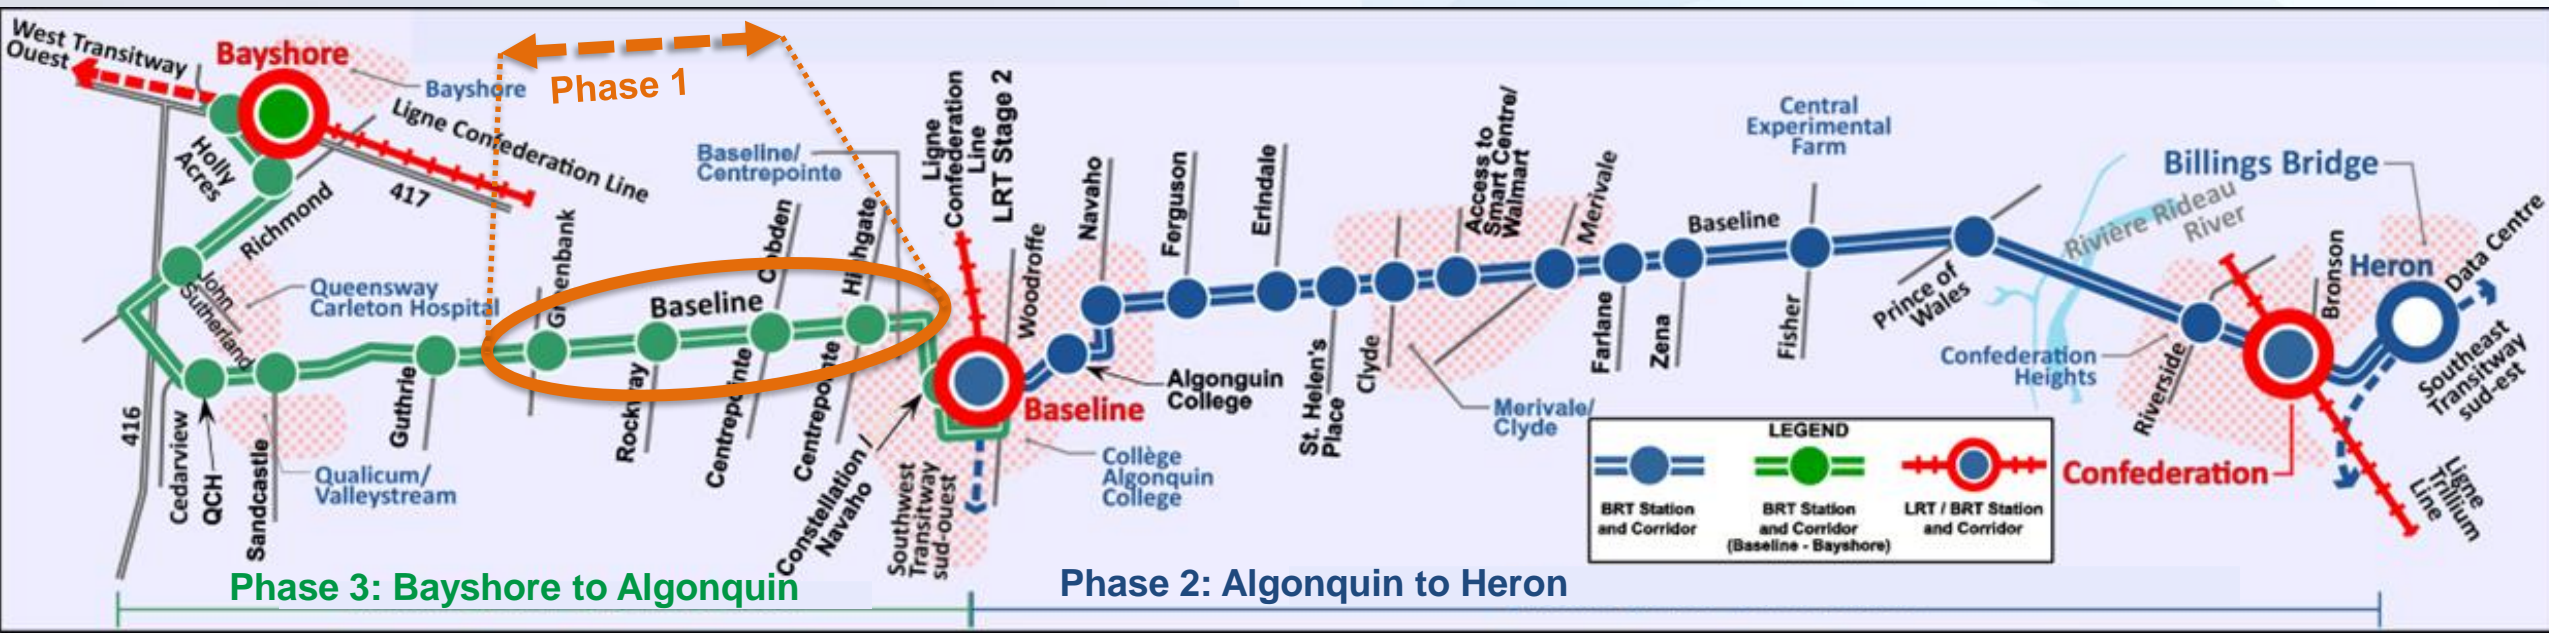 West Transitway
Ouest
Bayshore
Bayshore
Phase 1
Ligne Confederation Line
417
Holly
Acres
Richmond
John
Sutherland
Queensway
Carleton Hospital
416
Cedarview
QCH
Sandcastle
Qualicum/
Valleystream
Guthrie
Greenbank
Rockway
Baseline
Cobden
Centrepointe
Highgate
Centrepointe
Baseline/
Centrepointe
Constellation /
Navaho
Southwest
Transitway
sud-ouest
Ligne
Confederation
Line
LRT Stage 2
Woodroffe
Baseline
Algonguin
College
Collège
Algonquin
College
Navaho
Ferguson
Erindale
St. Helen's
Place
Clyde
Access to
Smart Centre/
Walmart
Merivale
Merivale/
Clyde
Farlane
Zena
Baseline
Central
Experimental
Farm
Fisher
Prince of
Wales
Rivière Rideau
River
Confederation
Heights
Riverside
Confederation
Bronson
Billings Bridge
Heron
Data Centre
Southeast
Transitway
sud-est
Ligne
Trillium
Line
LEGEND
BRT Station
and Corridor
BRT Station
and Corridor
(Baseline - Bayshore)
LRT / BRT Station
and Corridor
Phase 3: Bayshore to Algonquin
Phase 2: Algonquin to Heron